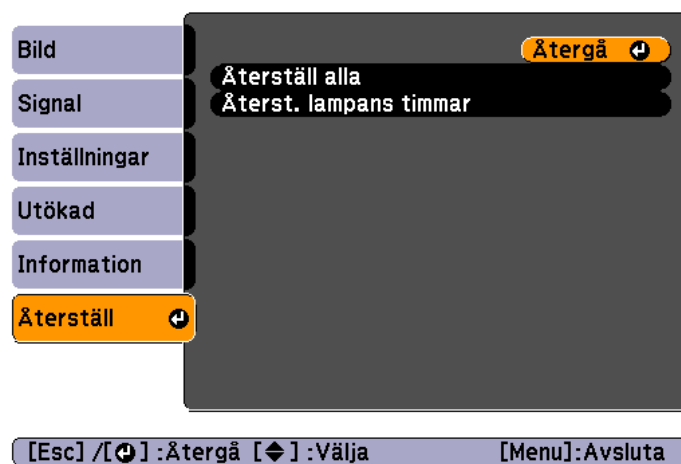 Bild
Signal
Inställningar
Utökad
Information
Återställ
Återgå
Återställ alla
Återst. lampans timmar
[Esc] /[⏎] :Återgå [◆] :Välja [Menu]:Avsluta